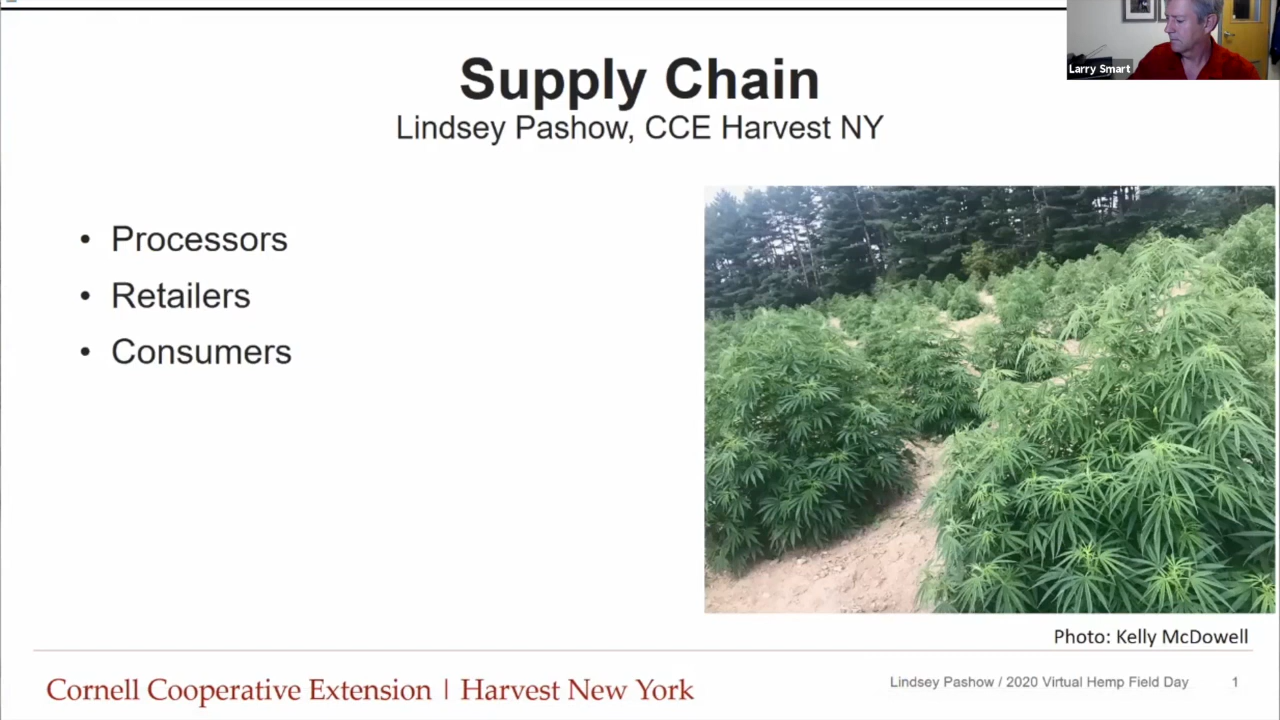 Larry Smart
Supply Chain
Lindsey Pashow, CCE Harvest NY
• Processors
• Retailers
• Consumers
Photo: Kelly McDowell
Cornell Cooperative Extension | Harvest New York
Lindsey Pashow / 2020 Virtual Hemp Field Day 1